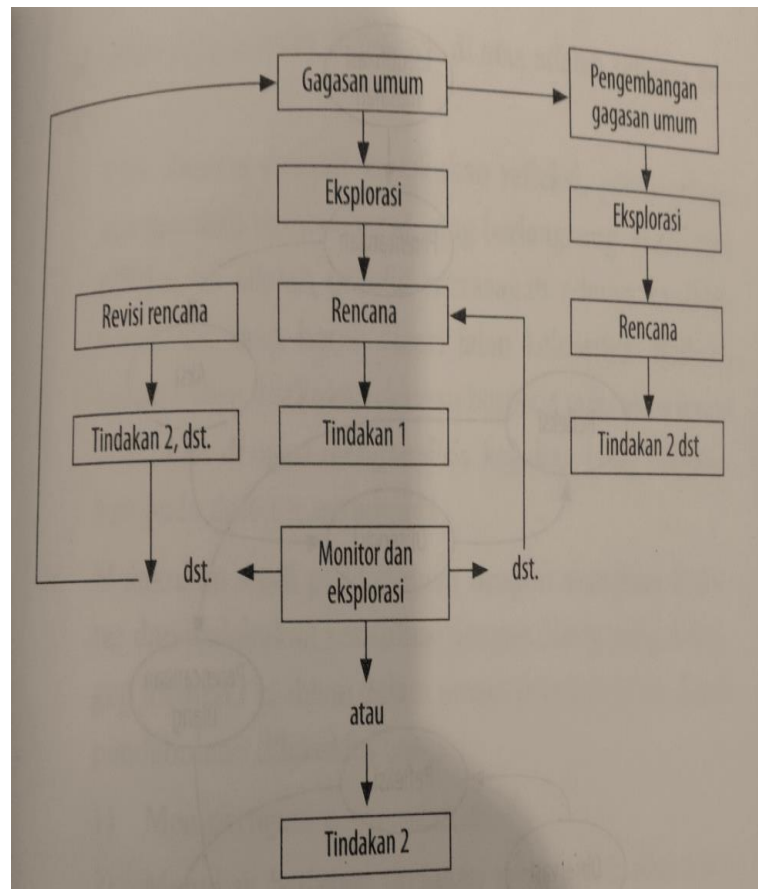 Gagasan umum
Pengembangan
gagasan umum
Eksplorasi
Eksplorasi
Revisi rencana
Rencana
Rencana
Tindakan 2, dst.
Tindakan 1
Tindakan 2 dst
dst.
Monitor dan
eksplorasi
dst.
atau
Tindakan 2